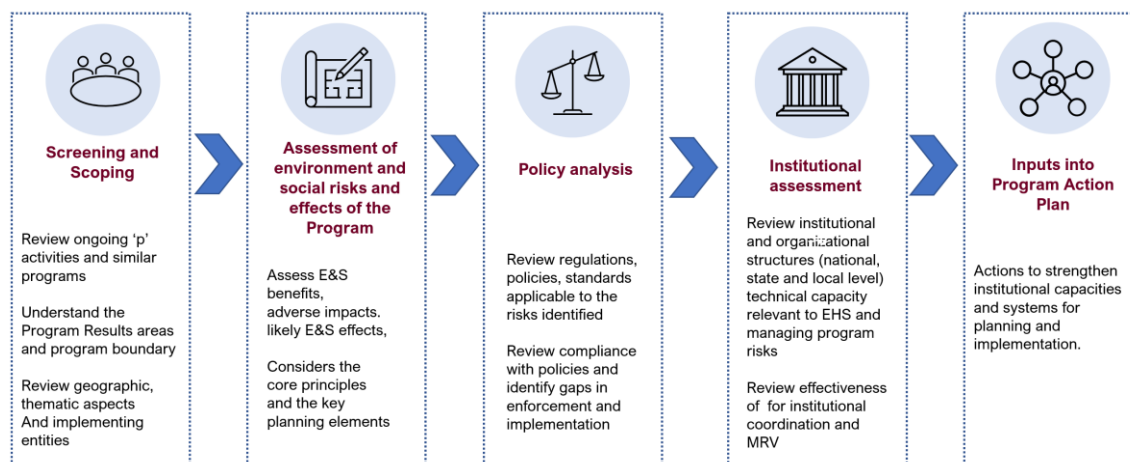 Screening and
Scoping
Review ongoing ‘p’
activities and similar
programs
Understand the
Program Results areas
and program boundary
Review geographic,
thematic aspects
And implementing
entities
Assessment of
environment and
social risks and
effects of the
Program
Assess E&S
benefits,
adverse impacts.
likely E&S effects,
Considers the
core principles
and the key
planning elements
Policy analysis
Review regulations,
policies, standards
applicable to the
risks identified
Review compliance
with policies and
identify gaps in
enforcement and
implementation
Institutional
assessment
Review institutional
and organizational
structures (national,
state and local level)
technical capacity
relevant to EHS and
managing program
risks
Review effectiveness
of for institutional
coordination and
MRV
Inputs into
Program Action
Plan
Actions to strengthen
institutional capacities
and systems for
planning and
implementation.